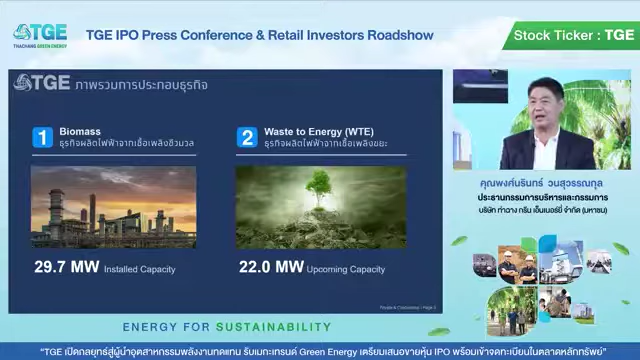 TGE
THACHANG GREEN ENERGY
TGE IPO Press Conference & Retail Investors Roadshow
Stock Ticker : TGE
TGE ภาพรวมการประกอบธุรกิจ
1 Biomass
ธุรกิจผลิตไฟฟ้าจากเชื้อเพลิงชีวมวล
2 Waste to Energy (WTE)
ธุรกิจผลิตไฟฟ้าจากเชื้อเพลิงขยะ
29.7 MW Installed Capacity
22.0 MW Upcoming Capacity
Private & Confidential | Page
คุณพงศ์นรินทร์ วนสุวรรณกุล
ประธานกรรมการบริหารและกรรมการ
บริษัท ท่าฉาง กรีน เอ็นเนอร์ยี่ จำกัด (มหาชน)
ENERGY FOR SUSTAINABILITY
“TGE เปิดกลยุทธ์สู่ผู้นำอุตสาหกรรมพลังงานทดแทน รับเมกะเทรนด์ Green Energy เตรียมเสนอขายหุ้น IPO พร้อมเข้าจดทะเบียนในตลาดหลักทรัพย์”